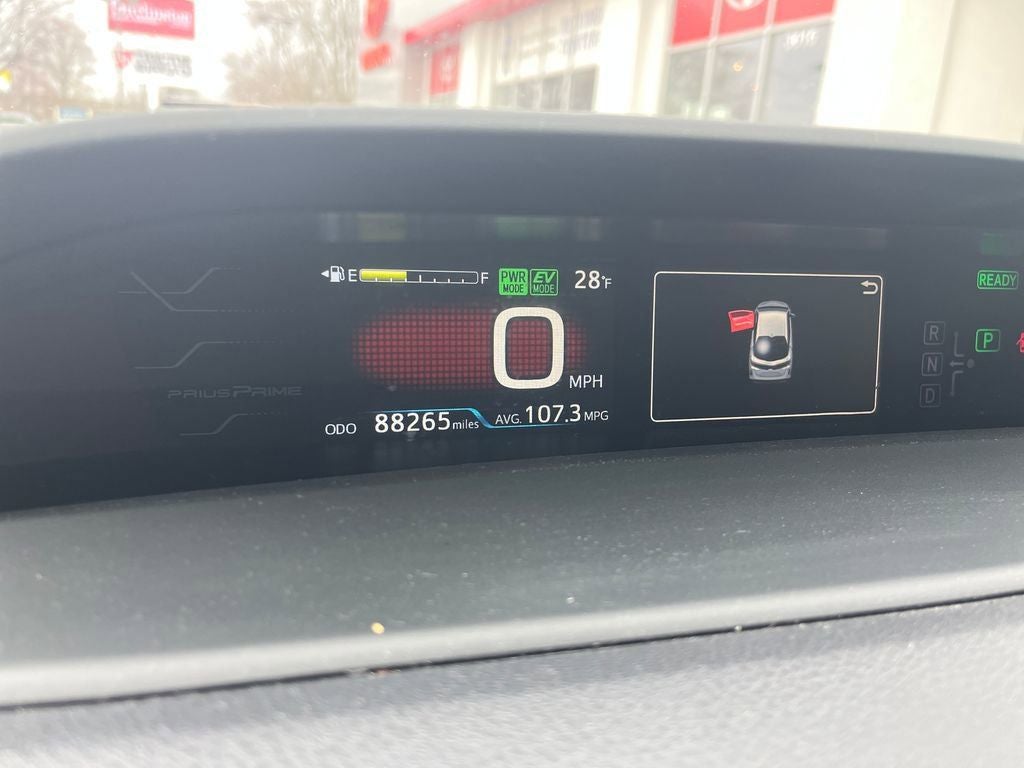 E F PWR MODE EV MODE 28°F
READY
0 MPH
R
P
N
D
PRIUS PRIME
ODO 88265 miles AVG. 107.3 MPG